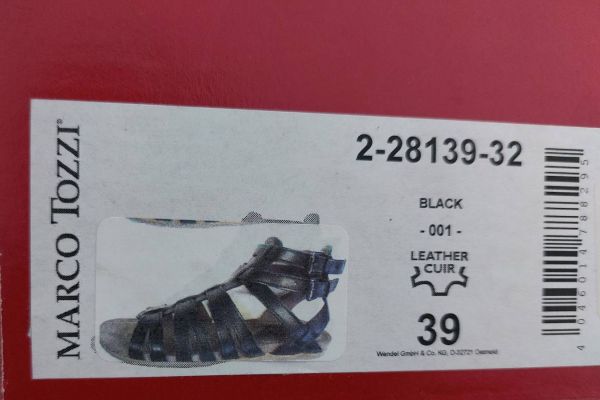 MARCO TOZZI®
2-28139-32
BLACK
- 001 -
LEATHER
CUIR
39
Wendel GmbH & Co. KG, D-32721 Detmold
4 046014 788295